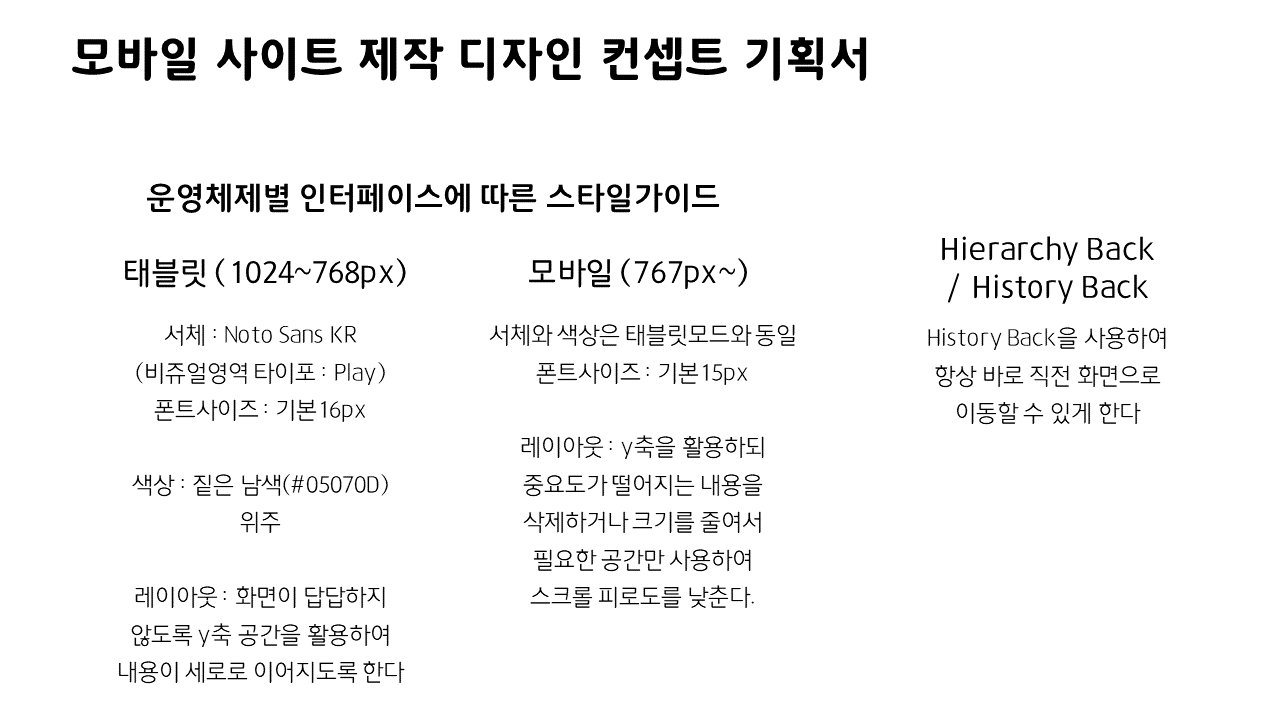 모바일 사이트 제작 디자인 컨셉트 기획서
운영체제별 인터페이스에 따른 스타일가이드
태블릿 (1024~768px)
서체 : Noto Sans KR
(비쥬얼영역 타이포 : Play)
폰트사이즈 : 기본16px
색상 : 짙은 남색(#05070D)
위주
레이아웃 : 화면이 답답하지
않도록 y축 공간을 활용하여
내용이 세로로 이어지도록 한다
모바일 (767px~)
서체와 색상은 태블릿모드와 동일
폰트사이즈 : 기본15px
레이아웃 : y축을 활용하되
중요도가 떨어지는 내용을
삭제하거나 크기를 줄여서
필요한 공간만 사용하여
스크롤 피로도를 낮춘다.
Hierarchy Back
/ History Back
History Back을 사용하여
항상 바로 직전 화면으로
이동할 수 있게 한다